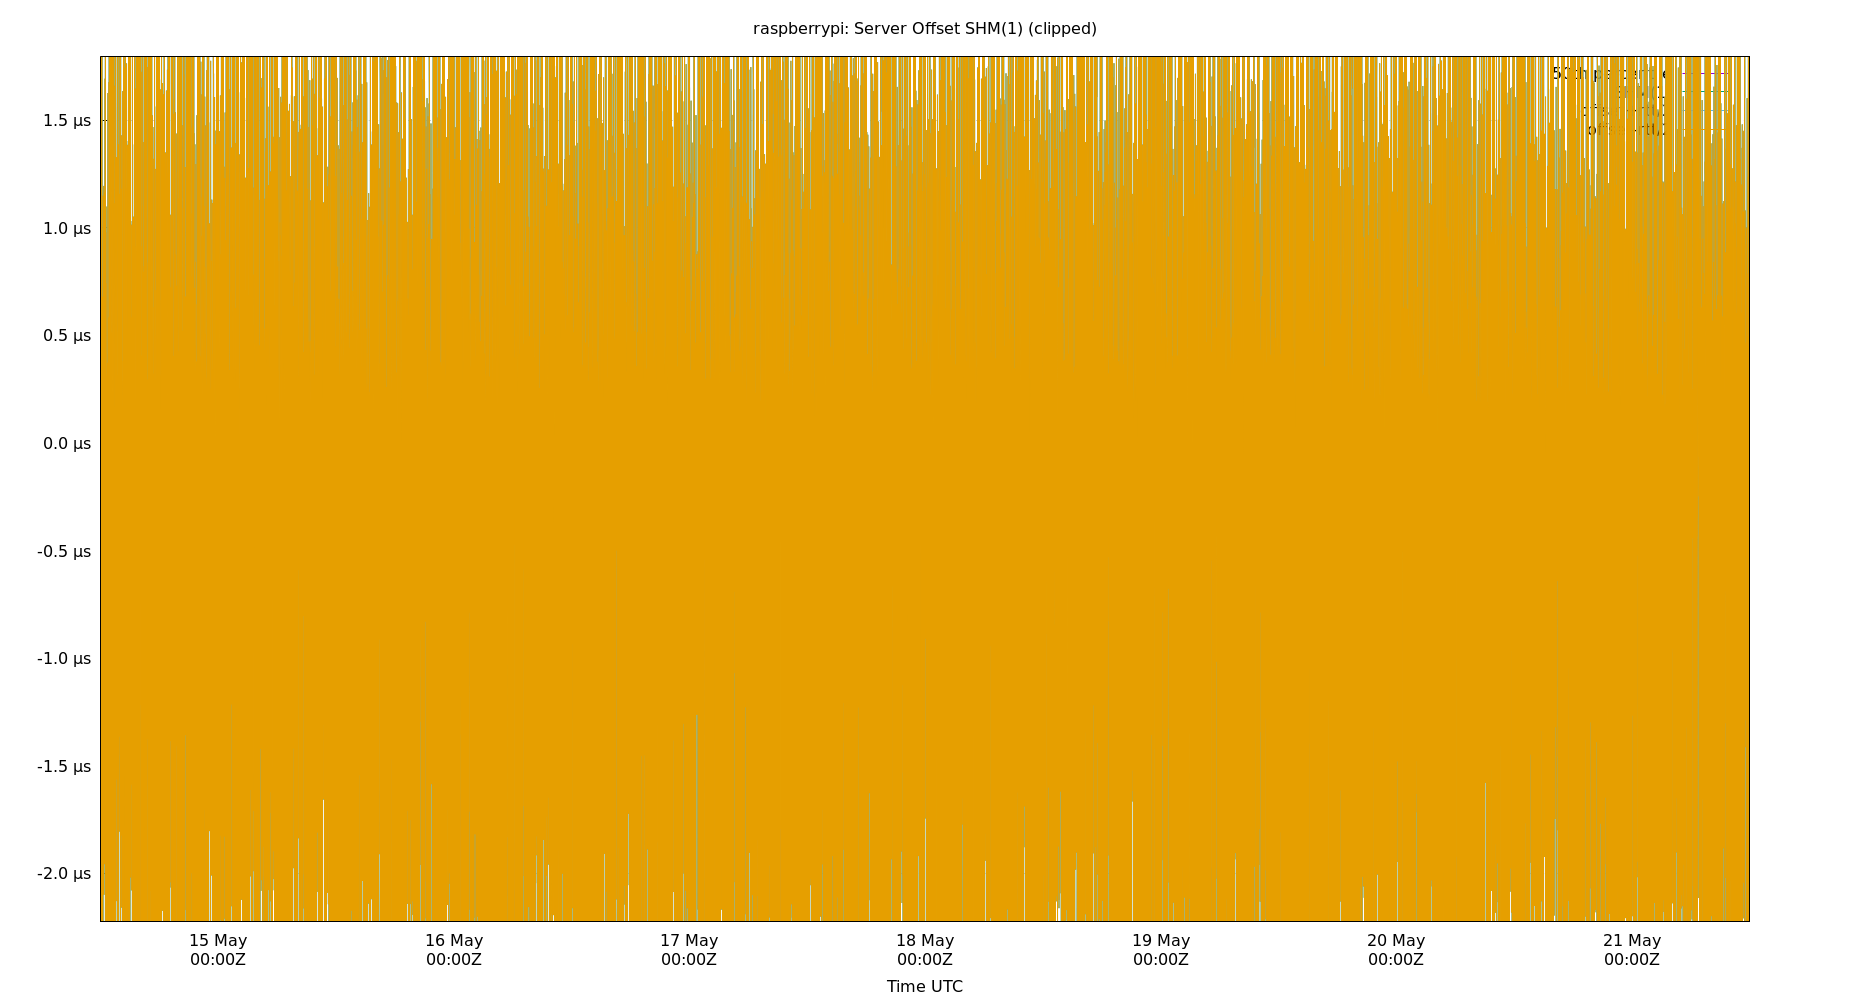 raspberrypi: Server Offset SHM(1) (clipped)
50th percentile
1.5 µs
1.0 µs
0.5 µs
0.0 µs
-0.5 µs
-1.0 µs
-1.5 µs
-2.0 µs
15 May 16 May 17 May 18 May 19 May 20 May 21 May
00:00Z 00:00Z 00:00Z 00:00Z 00:00Z 00:00Z 00:00Z
Time UTC